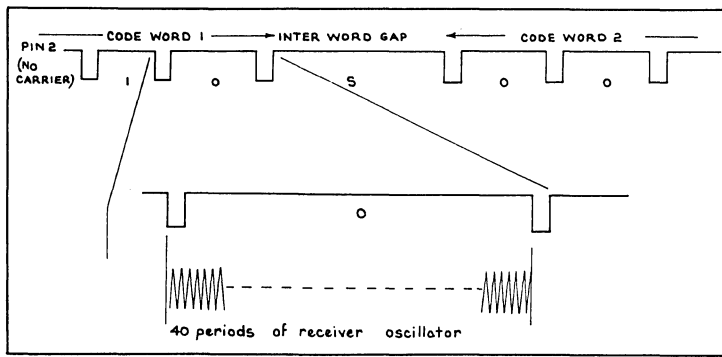 CODE WORD 1 INTER WORD GAP CODE WORD 2
PIN 2
(NO
CARRIER)
1 0 S 0 0
0
40 periods of receiver oscillator